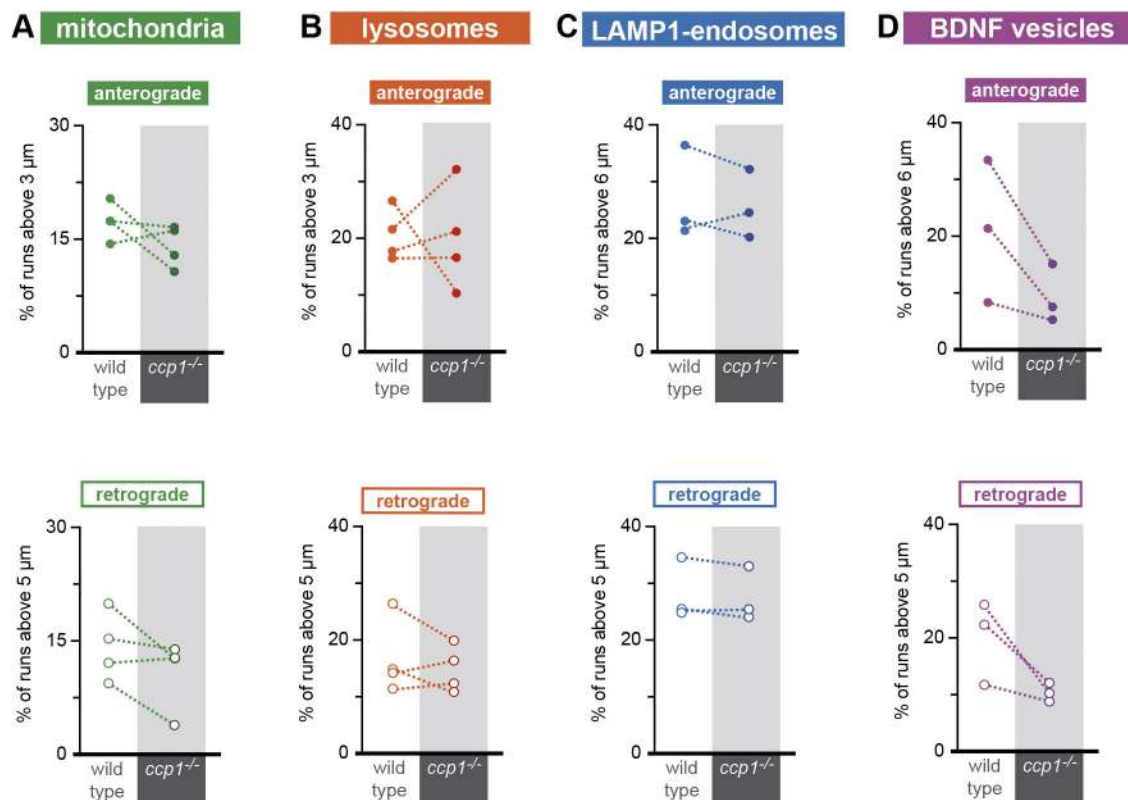 A mitochondria
B lysosomes
C LAMP1-endosomes
D BDNF vesicles
anterograde
% of runs above 3 µm
30
15
0
wild
type
ccp1-/-
anterograde
% of runs above 3 µm
40
20
0
wild
type
ccp1-/-
anterograde
% of runs above 6 µm
40
20
0
wild
type
ccp1-/-
anterograde
% of runs above 6 µm
40
20
0
wild
type
ccp1-/-
retrograde
% of runs above 5 µm
30
15
0
wild
type
ccp1-/-
retrograde
% of runs above 5 µm
40
20
0
wild
type
ccp1-/-
retrograde
% of runs above 5 µm
40
20
0
wild
type
ccp1-/-
retrograde
% of runs above 5 µm
40
20
0
wild
type
ccp1-/-